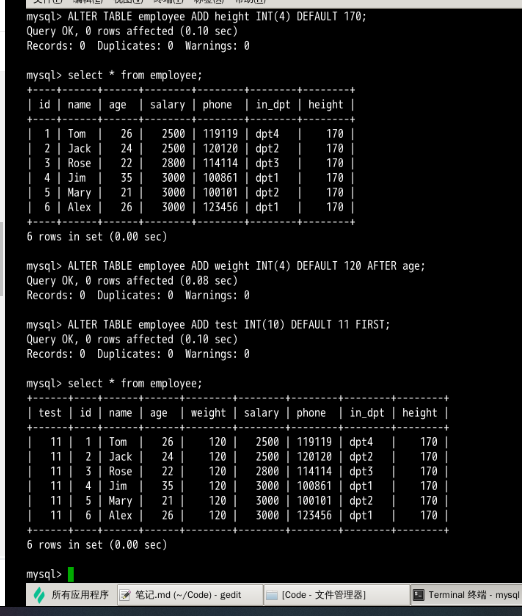 mysql> ALTER TABLE employee ADD height INT(4) DEFAULT 170;
Query OK, 0 rows affected (0.10 sec)
Records: 0  Duplicates: 0  Warnings: 0

mysql> select * from employee;
+----+------+------+--------+--------+--------+--------+
| id | name | age  | salary | phone  | in_dpt | height |
+----+------+------+--------+--------+--------+--------+
|  1 | Tom  |   26 |   2500 | 119119 | dpt4   |    170 |
|  2 | Jack |   24 |   2500 | 120120 | dpt2   |    170 |
|  3 | Rose |   22 |   2800 | 114114 | dpt3   |    170 |
|  4 | Jim  |   35 |   3000 | 100861 | dpt1   |    170 |
|  5 | Mary |   21 |   3000 | 100101 | dpt2   |    170 |
|  6 | Alex |   26 |   3000 | 123456 | dpt1   |    170 |
+----+------+------+--------+--------+--------+--------+
6 rows in set (0.00 sec)

mysql> ALTER TABLE employee ADD weight INT(4) DEFAULT 120 AFTER age;
Query OK, 0 rows affected (0.08 sec)
Records: 0  Duplicates: 0  Warnings: 0

mysql> ALTER TABLE employee ADD test INT(10) DEFAULT 11 FIRST;
Query OK, 0 rows affected (0.10 sec)
Records: 0  Duplicates: 0  Warnings: 0

mysql> select * from employee;
+------+----+------+------+--------+--------+--------+--------+--------+
| test | id | name | age  | weight | salary | phone  | in_dpt | height |
+------+----+------+------+--------+--------+--------+--------+--------+
|   11 |  1 | Tom  |   26 |    120 |   2500 | 119119 | dpt4   |    170 |
|   11 |  2 | Jack |   24 |    120 |   2500 | 120120 | dpt2   |    170 |
|   11 |  3 | Rose |   22 |    120 |   2800 | 114114 | dpt3   |    170 |
|   11 |  4 | Jim  |   35 |    120 |   3000 | 100861 | dpt1   |    170 |
|   11 |  5 | Mary |   21 |    120 |   3000 | 100101 | dpt2   |    170 |
|   11 |  6 | Alex |   26 |    120 |   3000 | 123456 | dpt1   |    170 |
+------+----+------+------+--------+--------+--------+--------+--------+
6 rows in set (0.00 sec)

mysql>
所有应用程序 笔记.md (~/Code) - gedit [Code - 文件管理器] Terminal 终端 - mysql